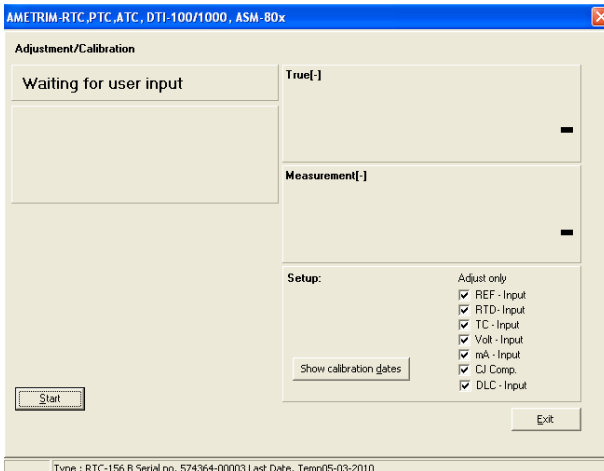 AMETRIM-RTC,PTC,ATC, DTI-100/1000, ASM-80x
Adjustment/Calibration
Waiting for user input
True[-]
-
Measurement[-]
-
Setup:
Adjust only
REF - Input
RTD- Input
TC - Input
Volt - Input
mA - Input
CJ Comp.
DLC - Input
Show calibration dates
Start
Exit
Type : RTC-156 B Serial no. 574364-00003 Last Date. Temp05-03-2010